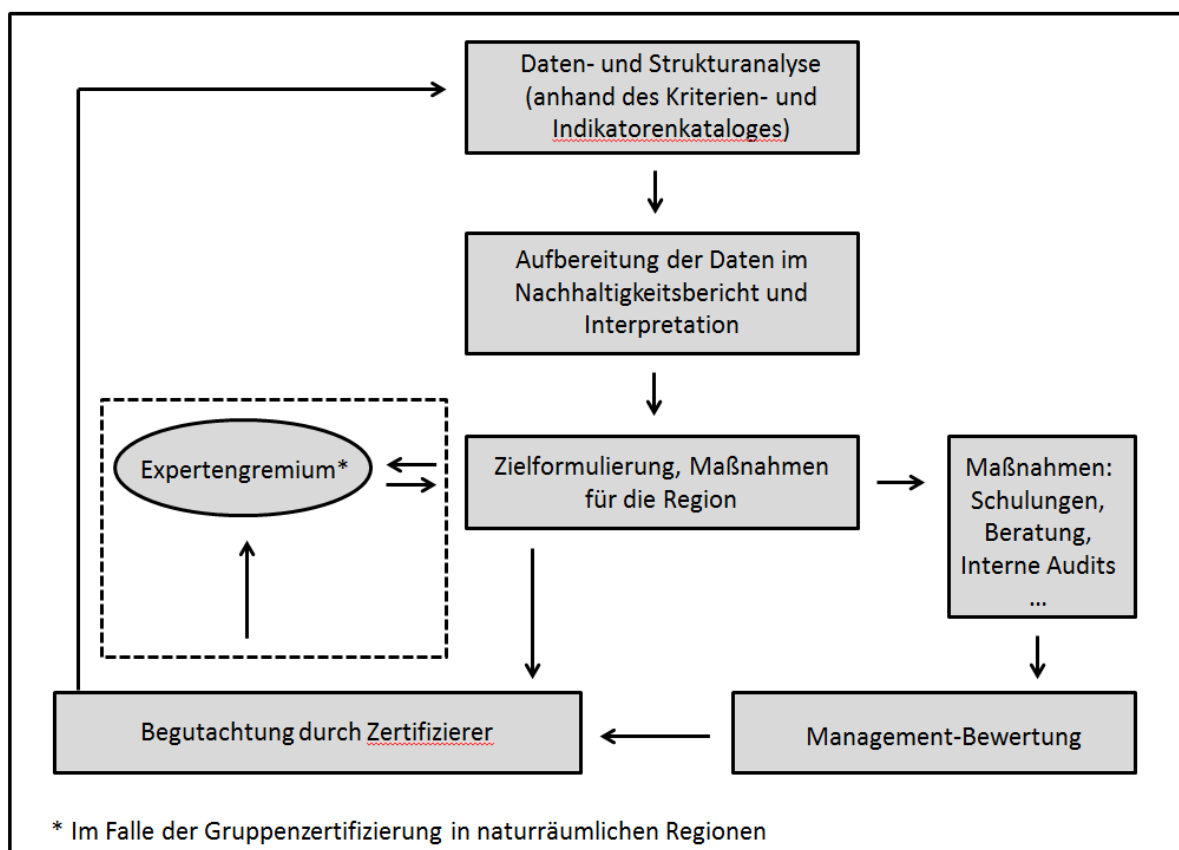 Daten- und Strukturanalyse
(anhand des Kriterien- und
Indikatorenkataloges)
Aufbereitung der Daten im
Nachhaltigkeitsbericht und
Interpretation
Expertengremium*
Zielformulierung, Maßnahmen
für die Region
Maßnahmen:
Schulungen,
Beratung,
Interne Audits
...
Begutachtung durch Zertifizierer
Management-Bewertung
* Im Falle der Gruppenzertifizierung in naturräumlichen Regionen